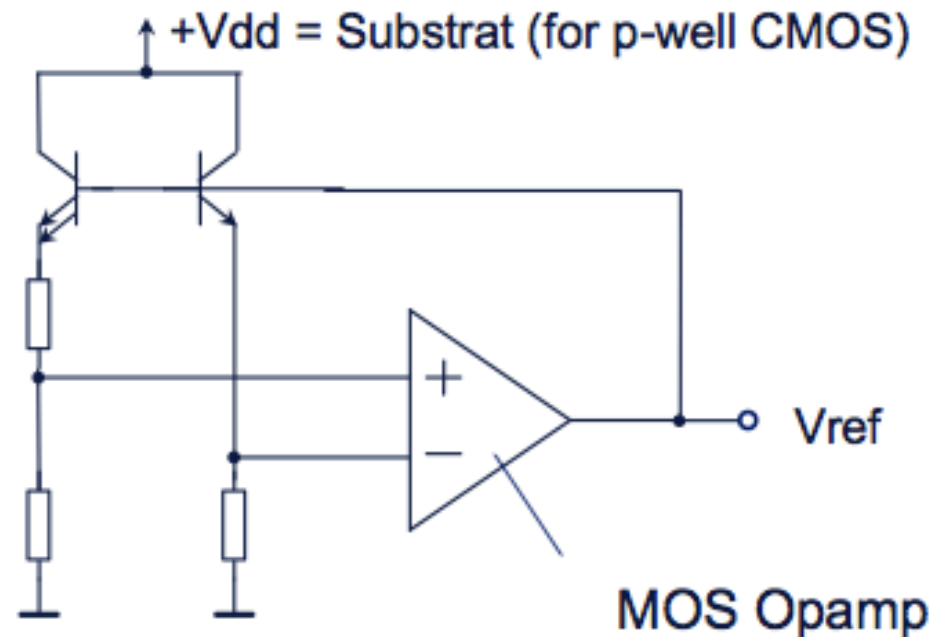 +Vdd = Substrat (for p-well CMOS)
+
−
Vref
MOS Opamp